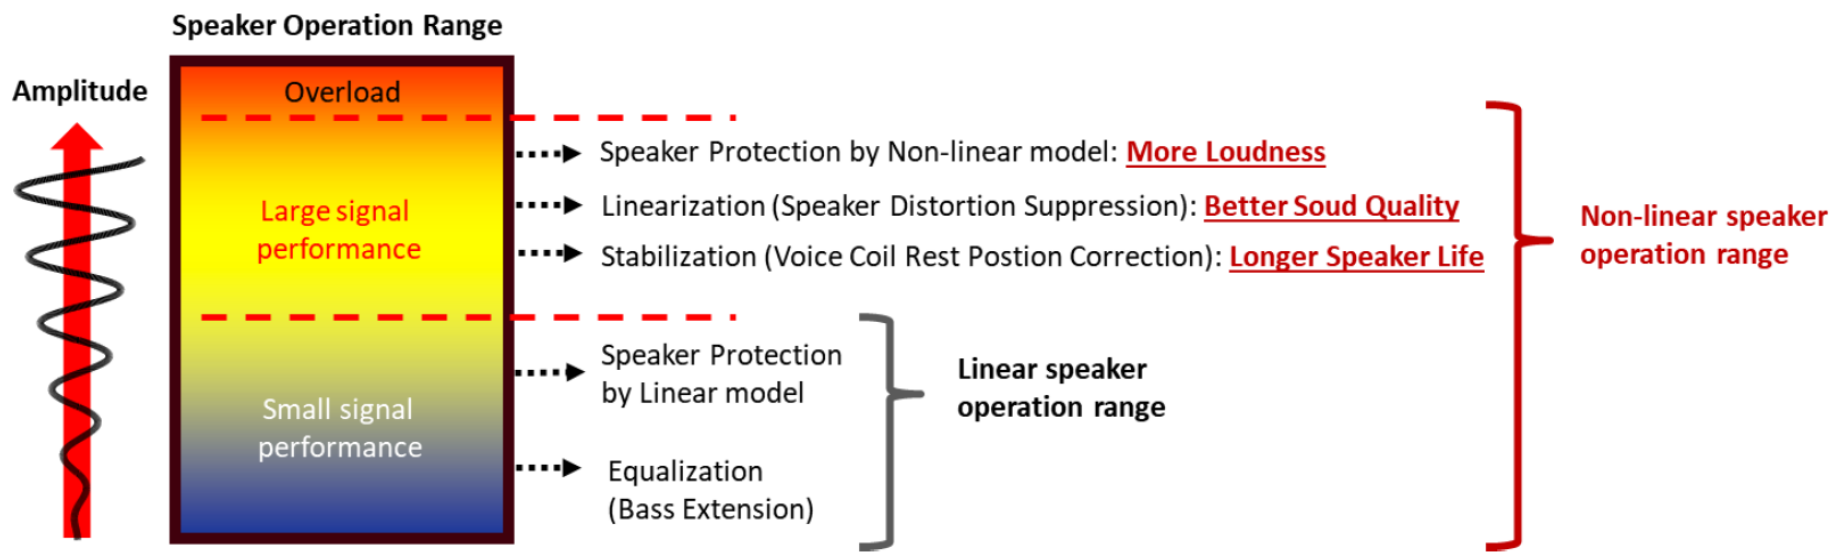 Speaker Operation Range
Amplitude
Overload
Speaker Protection by Non-linear model: More Loudness
Large signal
performance
Linearization (Speaker Distortion Suppression): Better Soud Quality
Stabilization (Voice Coil Rest Postion Correction): Longer Speaker Life
Non-linear speaker
operation range
Speaker Protection
by Linear model
Linear speaker
operation range
Small signal
performance
Equalization
(Bass Extension)